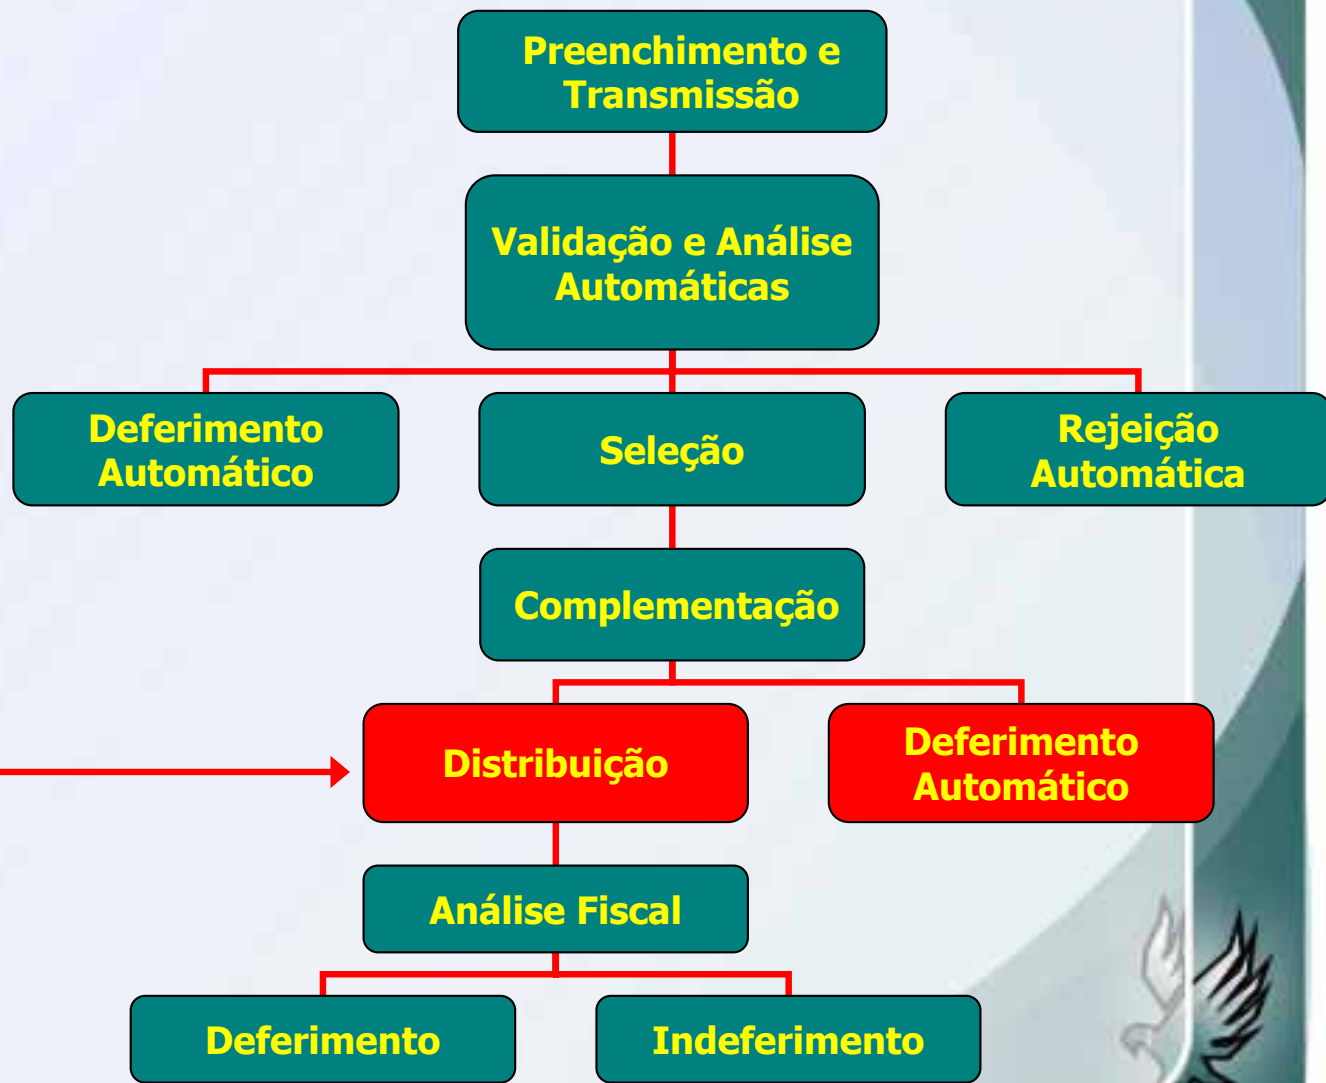 Preenchimento e
Transmissão
Validação e Análise
Automáticas
Deferimento
Automático
Seleção
Rejeição
Automática
Complementação
Distribuição
Deferimento
Automático
Análise Fiscal
Deferimento
Indeferimento